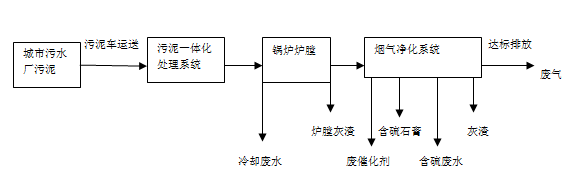 城市污水
厂污泥
污泥车运送
污泥一体化
处理系统
锅炉炉膛
烟气净化系统
达标排放
废气
冷却废水
炉膛灰渣
废催化剂
含硫石膏
含硫废水
灰渣